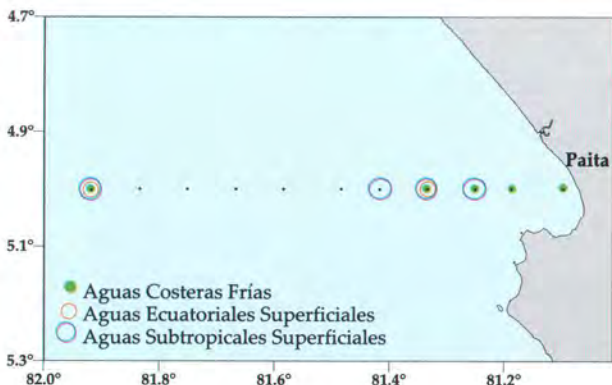 4.7°
4.9°
Paita
5.1°
Aguas Costeras Frías
Aguas Ecuatoriales Superficiales
Aguas Subtropicales Superficiales
5.3°
82.0° 81.8° 81.6° 81.4° 81.2°